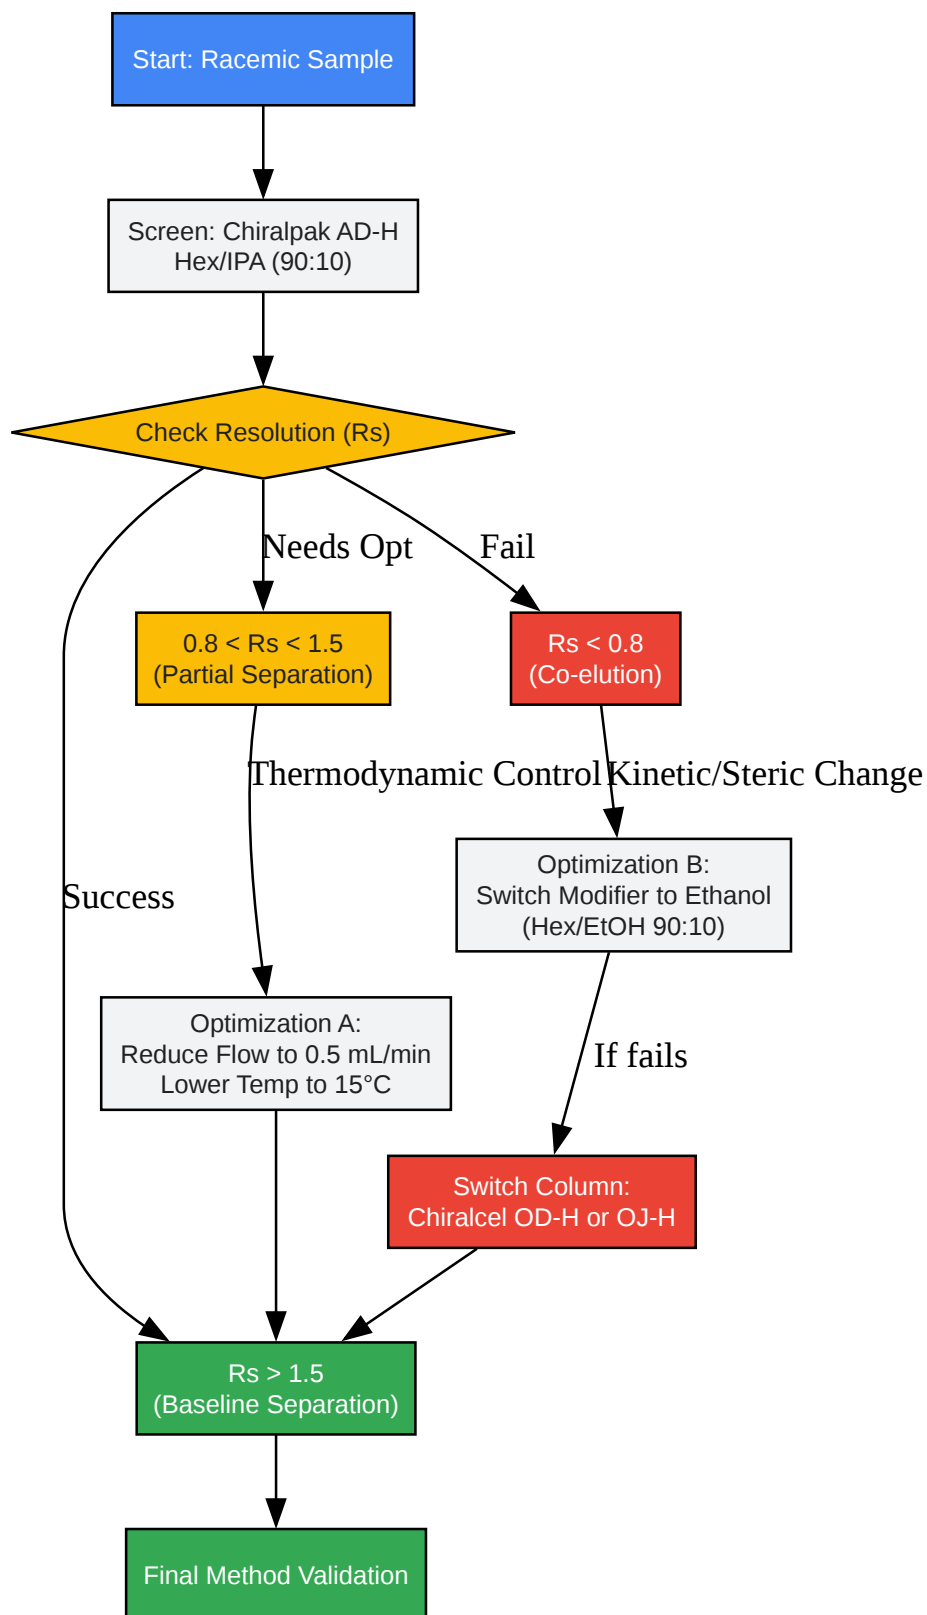 Start: Racemic Sample
Screen: Chiralpak AD-H
Hex/IPA (90:10)
Check Resolution (Rs)
Needs Opt
Fail
0.8 < Rs < 1.5
(Partial Separation)
Rs < 0.8
(Co-elution)
Thermodynamic Control
Kinetic/Steric Change
Success
Optimization B:
Switch Modifier to Ethanol
(Hex/EtOH 90:10)
Optimization A:
Reduce Flow to 0.5 mL/min
Lower Temp to 15°C
If fails
Switch Column:
Chiralcel OD-H or OJ-H
Rs > 1.5
(Baseline Separation)
Final Method Validation